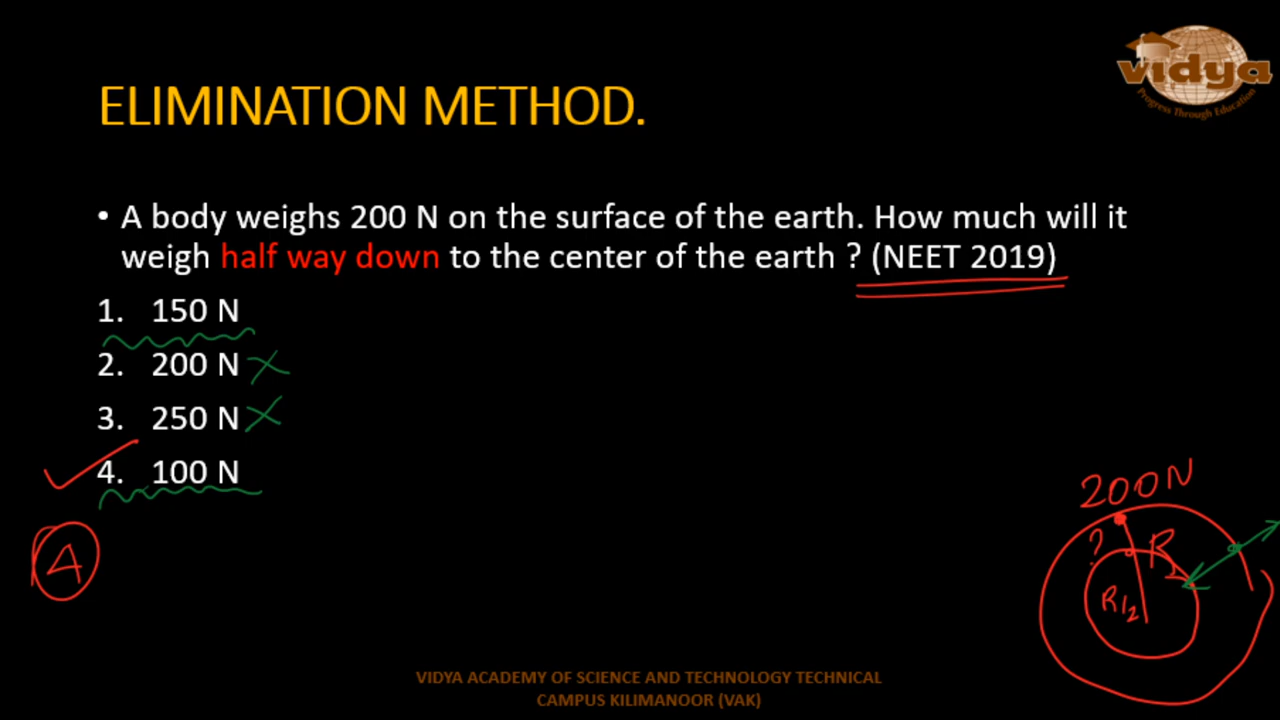 vidya
Progress Through Education
ELIMINATION METHOD.
• A body weighs 200 N on the surface of the earth. How much will it
weigh half way down to the center of the earth ? (NEET 2019)
1. 150 N
2. 200 N
3. 250 N
4. 100 N
4
200N
? R
R/2
VIDYA ACADEMY OF SCIENCE AND TECHNOLOGY TECHNICAL
CAMPUS KILIMANOOR (VAK)